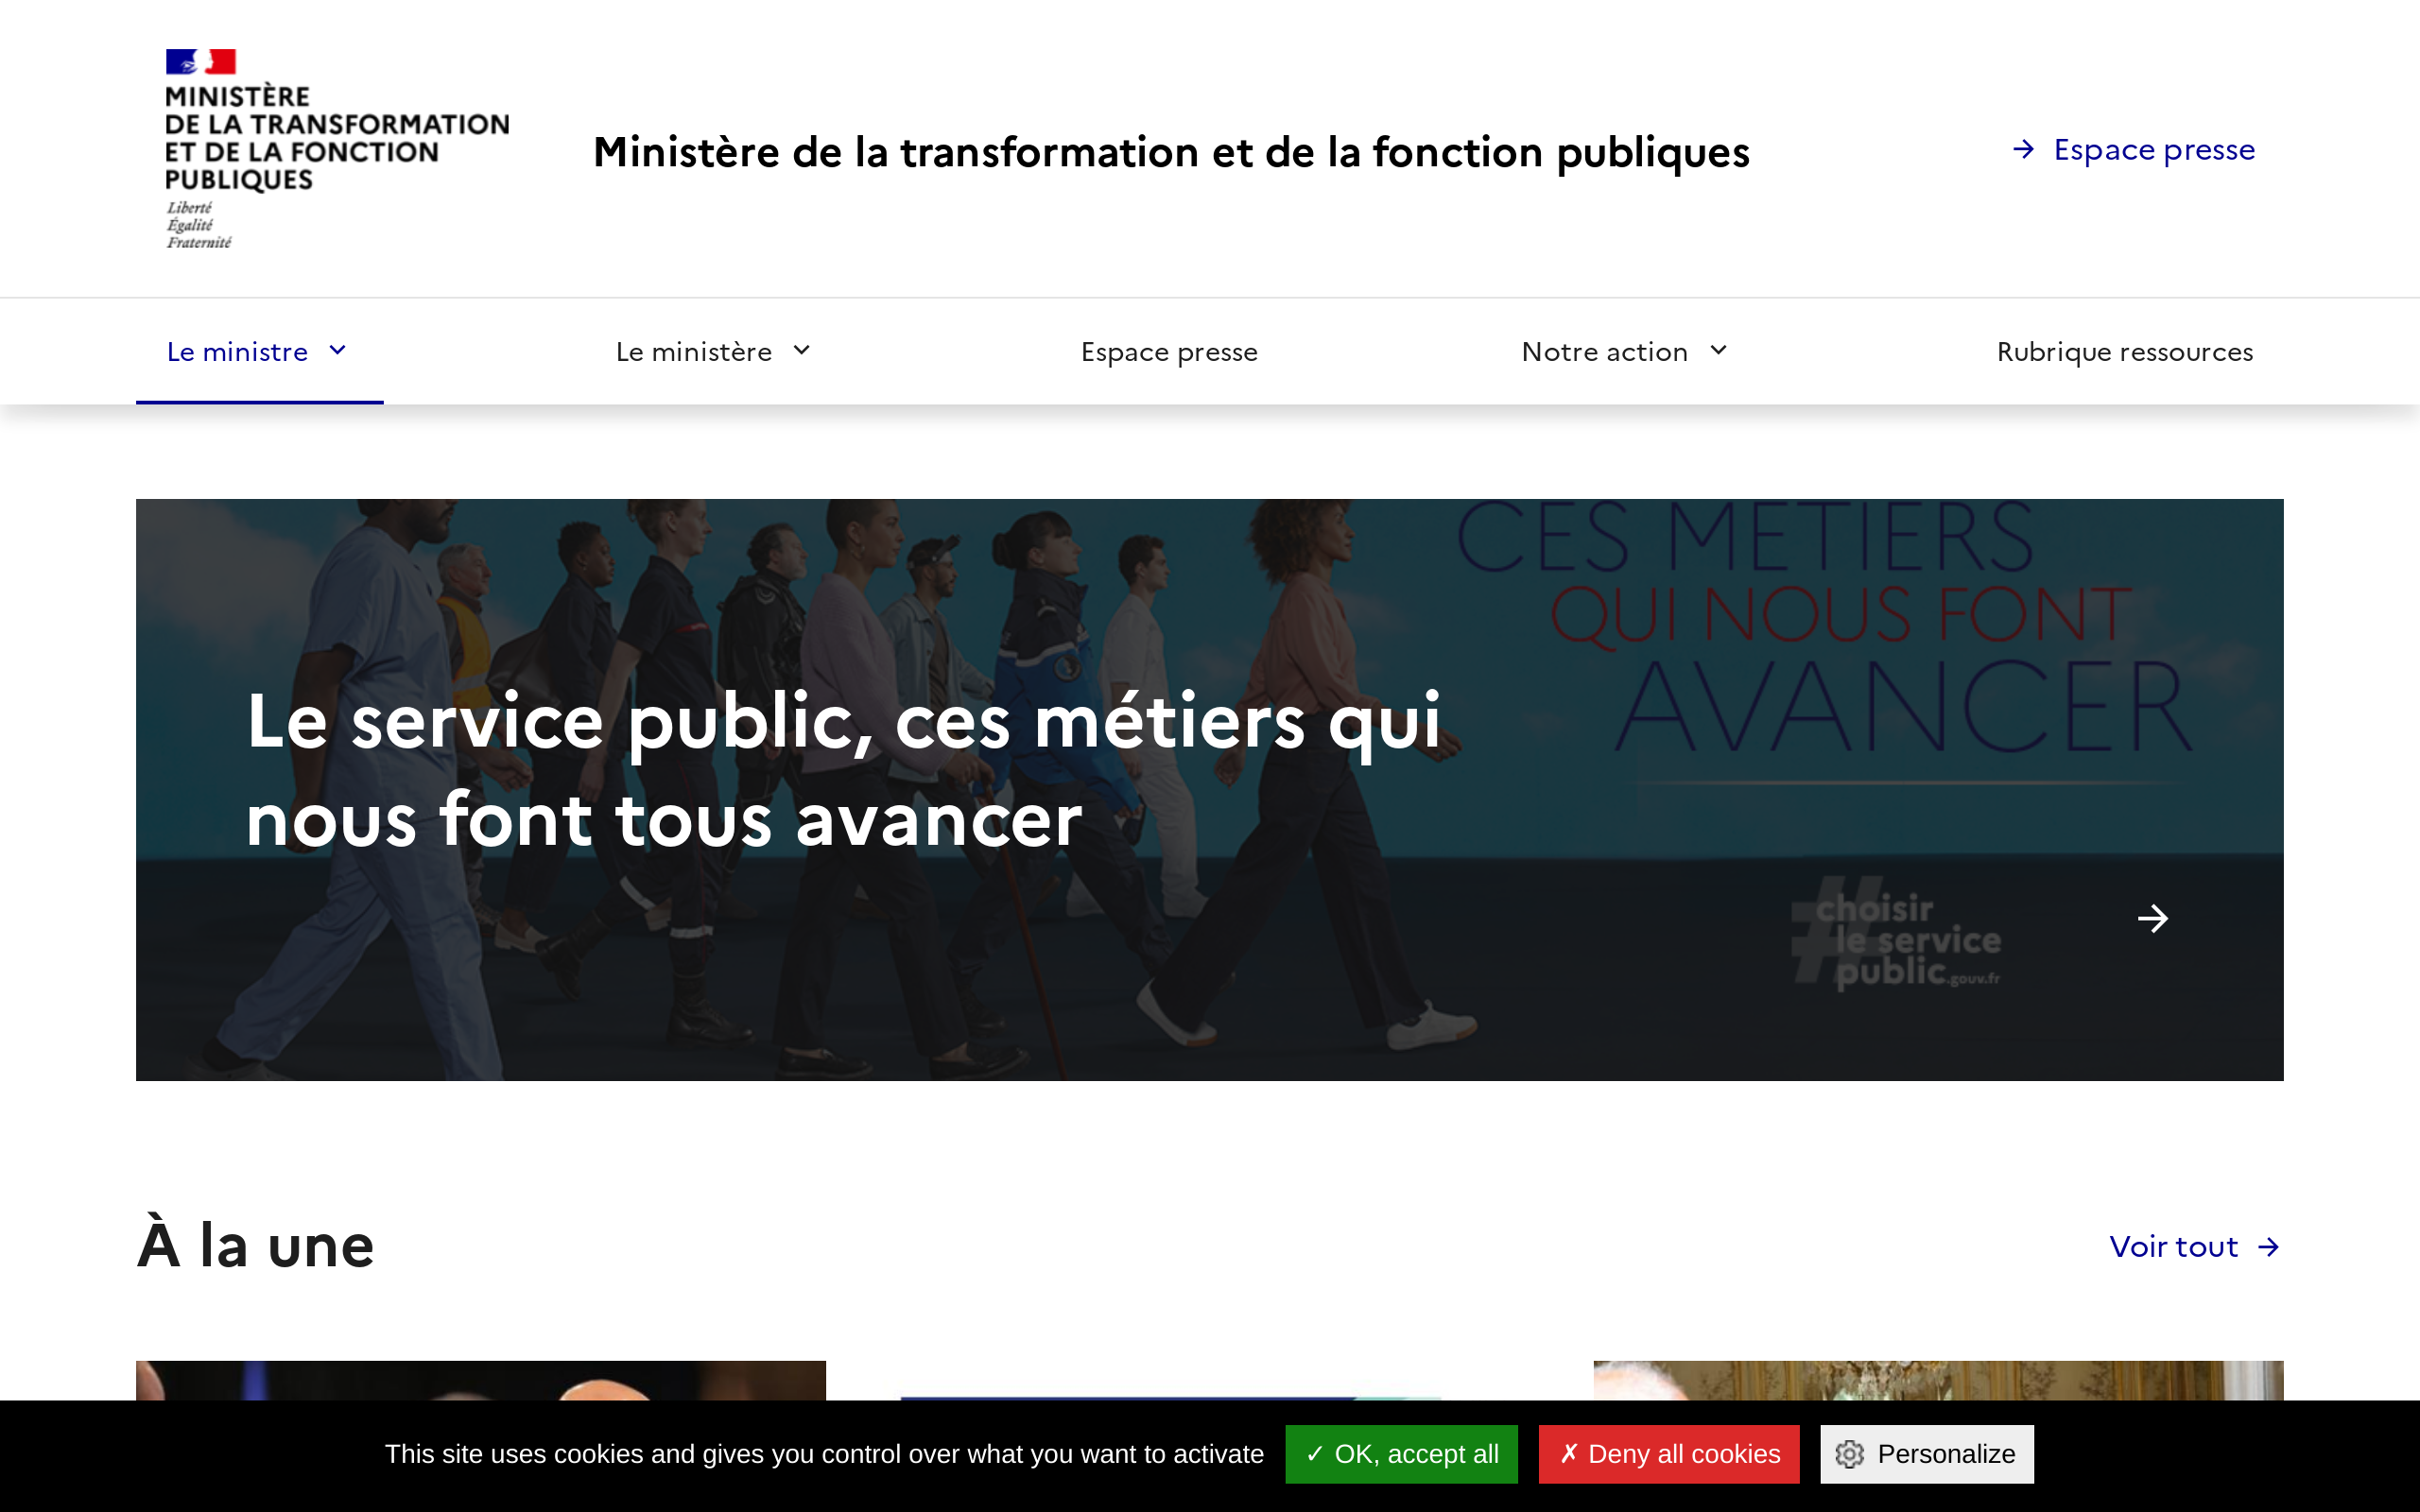 MINISTÈRE
DE LA TRANSFORMATION
ET DE LA FONCTION
PUBLIQUES
Liberté
Égalité
Fraternité
Ministère de la transformation et de la fonction publiques
Espace presse
Le ministre
Le ministère
Espace presse
Notre action
Rubrique ressources
CES METIERS
QUI NOUS FONT
AVANCER
Le service public, ces métiers qui
nous font tous avancer
#choisir
le service
public.gouv.fr
À la une
Voir tout
This site uses cookies and gives you control over what you want to activate
✓ OK, accept all
✗ Deny all cookies
Personalize